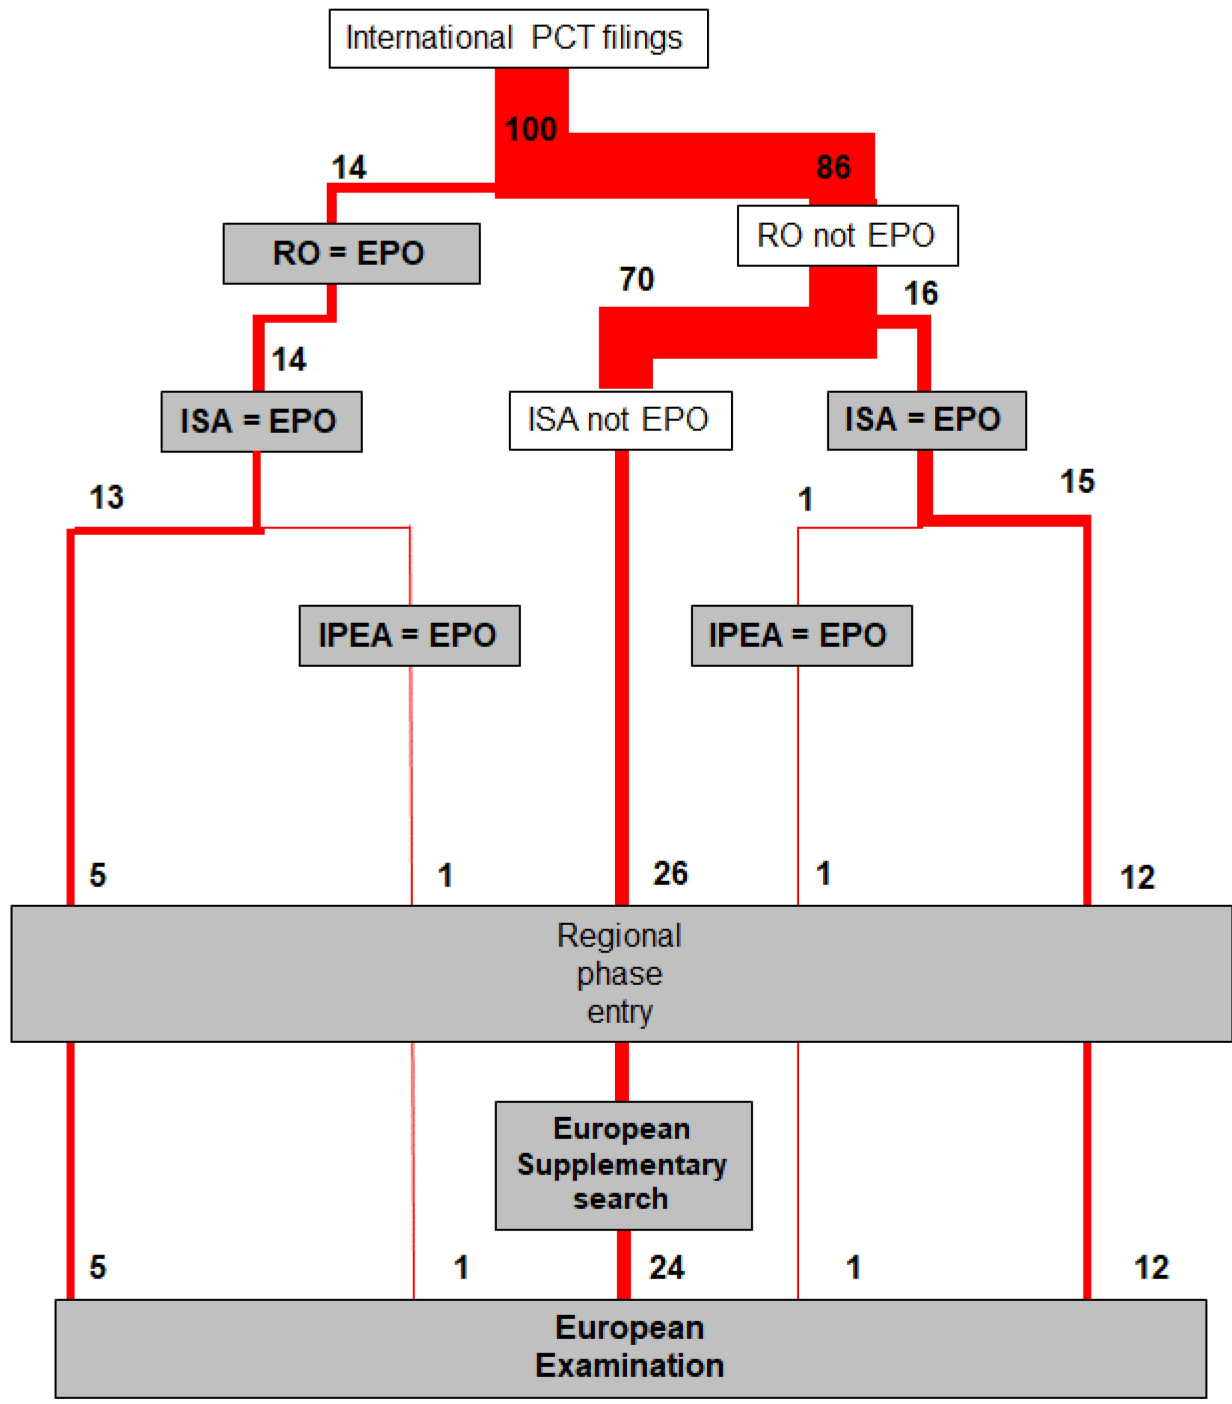 International PCT filings
100
14
86
RO = EPO
RO not EPO
70
16
14
ISA = EPO
ISA not EPO
ISA = EPO
13
1
15
IPEA = EPO
IPEA = EPO
5
1
26
1
12
Regional
phase
entry
European
Supplementary
search
5
1
24
1
12
European
Examination